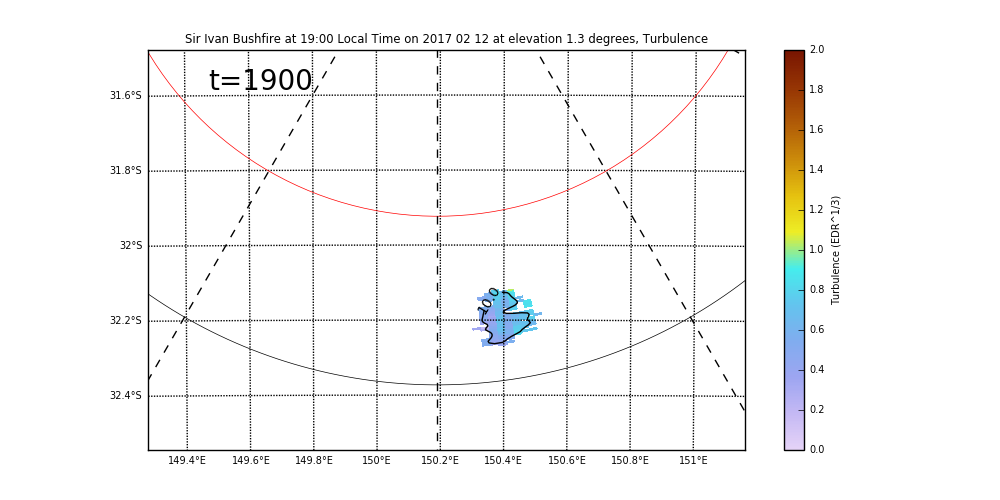 Sir Ivan Bushfire at 19:00 Local Time on 2017 02 12 at elevation 1.3 degrees, Turbulence
t=1900
31.6°S
31.8°S
32°S
32.2°S
32.4°S
149.4°E 149.6°E 149.8°E 150°E 150.2°E 150.4°E 150.6°E 150.8°E 151°E
2.0
1.8
1.6
1.4
1.2
1.0
0.8
0.6
0.4
0.2
0.0
Turbulence (EDR^1/3)